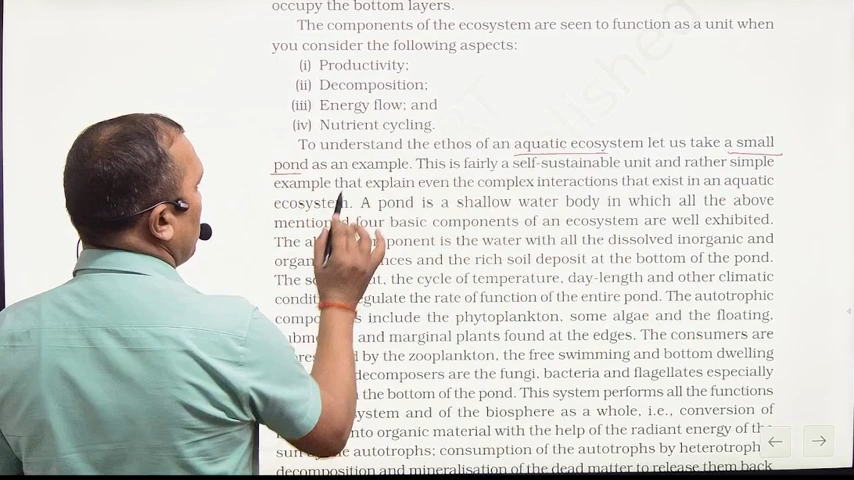 occupy the bottom layers.
The components of the ecosystem are seen to function as a unit when
you consider the following aspects:
(i) Productivity;
(ii) Decomposition;
(iii) Energy flow; and
(iv) Nutrient cycling.
To understand the ethos of an aquatic ecosystem let us take a small
pond as an example. This is fairly a self-sustainable unit and rather simple
example that explain even the complex interactions that exist in an aquatic
ecosystem. A pond is a shallow water body in which all the above
mentioned four basic components of an ecosystem are well exhibited.
The component is the water with all the dissolved inorganic and
and the rich soil deposit at the bottom of the pond.
The the cycle of temperature, day-length and other climatic
regulate the rate of function of the entire pond. The autotrophic
include the phytoplankton, some algae and the floating,
and marginal plants found at the edges. The consumers are
by the zooplankton, the free swimming and bottom dwelling
decomposers are the fungi, bacteria and flagellates especially
the bottom of the pond. This system performs all the functions
and of the biosphere as a whole, i.e., conversion of
into organic material with the help of the radiant energy of the
sun autotrophs; consumption of the autotrophs by
decomposition and mineralisation of the dead matter to release them back